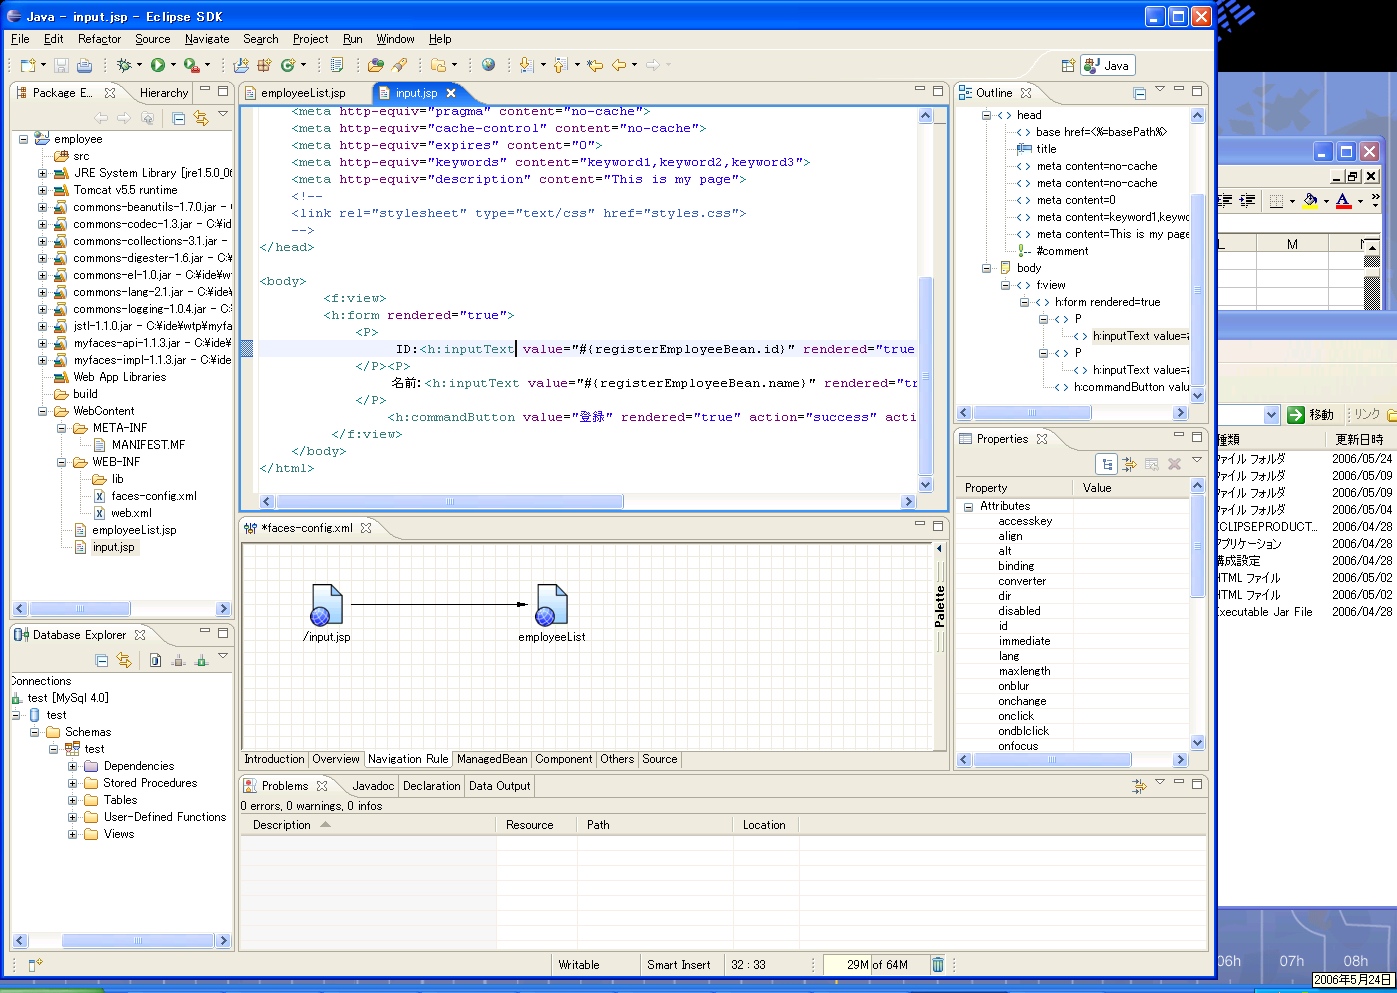 Java - input.jsp - Eclipse SDK
File Edit Refactor Source Navigate Search Project Run Window Help
Java
Package E... Hierarchy
employee
src
JRE System Library [jre1.5.0_06
Tomcat v5.5 runtime
commons-beanutils-1.7.0.jar -
commons-codec-1.3.jar - C:¥id
commons-collections-3.1.jar -
commons-digester-1.6.jar - C:
commons-el-1.0.jar - C:¥ide¥w
commons-lang-2.1.jar - C:¥ide
commons-logging-1.0.4.jar - C:
jstl-1.1.0.jar - C:¥ide¥wtp¥myfa
myfaces-api-1.1.3.jar - C:¥ide
myfaces-impl-1.1.3.jar - C:¥ide
Web App Libraries
build
WebContent
META-INF
MANIFEST.MF
WEB-INF
lib
faces-config.xml
web.xml
employeeList.jsp
input.jsp
employeeList.jsp input.jsp
<meta http-equiv="pragma" content="no-cache">
<meta http-equiv="cache-control" content="no-cache">
<meta http-equiv="expires" content="0">
<meta http-equiv="keywords" content="keyword1,keyword2,keyword3">
<meta http-equiv="description" content="This is my page">
<!--
<link rel="stylesheet" type="text/css" href="styles.css">
-->
</head>
<body>
<f:view>
<h:form rendered="true">
<P>
ID:<h:inputText value="#{registerEmployeeBean.id}" rendered="true
</P><P>
名前:<h:inputText value="#{registerEmployeeBean.name}" rendered="tr
</P>
<h:commandButton value="登録" rendered="true" action="success" acti
</f:view>
</body>
</html>
Outline
head
base href=<%=basePath%>
title
meta content=no-cache
meta content=no-cache
meta content=0
meta content=keyword1,keywo
meta content=This is my page
#comment
body
f:view
h:form rendered=true
P
h:inputText value=#
P
h:inputText value=#
h:commandButton valu
Properties
Property Value
Attributes
accesskey
align
alt
binding
converter
dir
disabled
id
immediate
lang
maxlength
onblur
onchange
onclick
ondblclick
onfocus
*faces-config.xml
/input.jsp employeeList
Palette
Introduction Overview Navigation Rule ManagedBean Component Others Source
Database Explorer
Connections
test [MySql 4.0]
test
Schemas
test
Dependencies
Stored Procedures
Tables
User-Defined Functions
Views
Problems Javadoc Declaration Data Output
0 errors, 0 warnings, 0 infos
Description Resource Path Location
Writable Smart Insert 32 : 33 29M of 64M
L M
移動 リンク
種類 更新日時
ファイル フォルダ 2006/05/24
ファイル フォルダ 2006/05/09
ファイル フォルダ 2006/05/09
ファイル フォルダ 2006/05/04
ECLIPSEPRODUCT... 2006/04/28
アプリケーション 2006/04/28
構成設定 2006/04/28
HTML ファイル 2006/05/02
HTML ファイル 2006/05/02
Executable Jar File 2006/04/28
06h 07h 08h
2006年5月24日